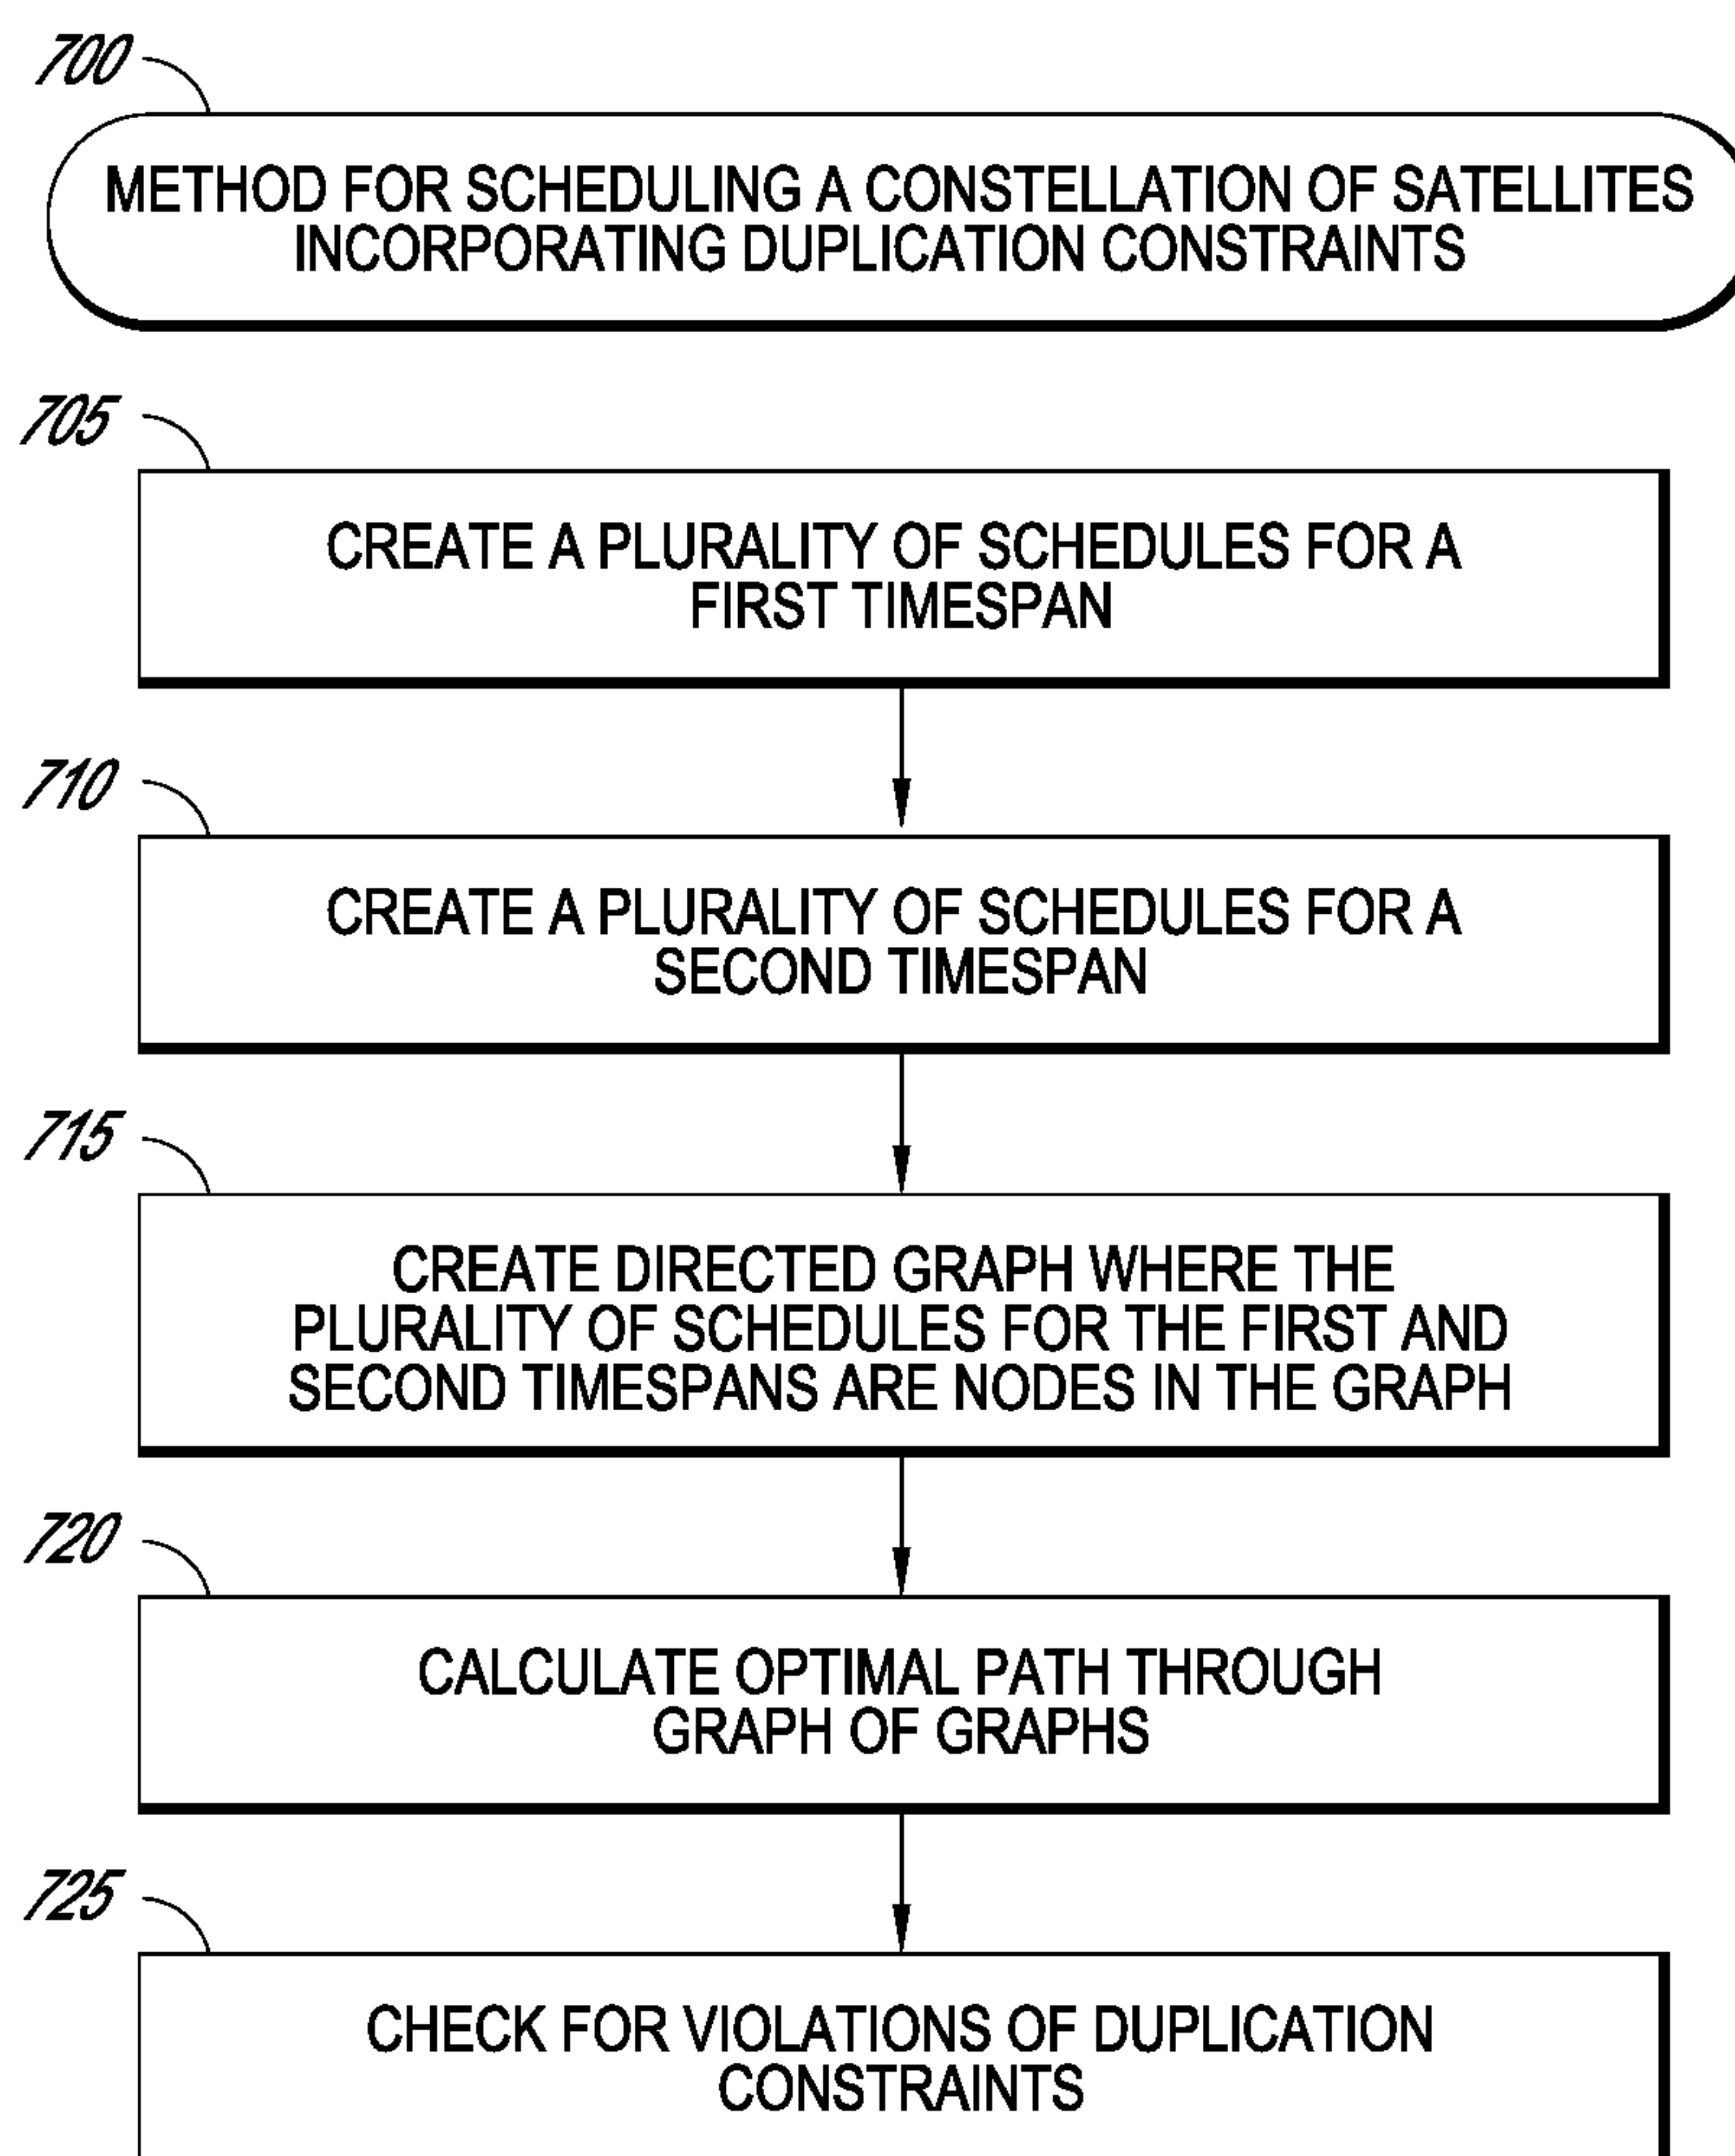 700
METHOD FOR SCHEDULING A CONSTELLATION OF SATELLITES
INCORPORATING DUPLICATION CONSTRAINTS
705
CREATE A PLURALITY OF SCHEDULES FOR A
FIRST TIMESPAN
710
CREATE A PLURALITY OF SCHEDULES FOR A
SECOND TIMESPAN
715
CREATE DIRECTED GRAPH WHERE THE
PLURALITY OF SCHEDULES FOR THE FIRST AND
SECOND TIMESPANS ARE NODES IN THE GRAPH
720
CALCULATE OPTIMAL PATH THROUGH
GRAPH OF GRAPHS
725
CHECK FOR VIOLATIONS OF DUPLICATION
CONSTRAINTS